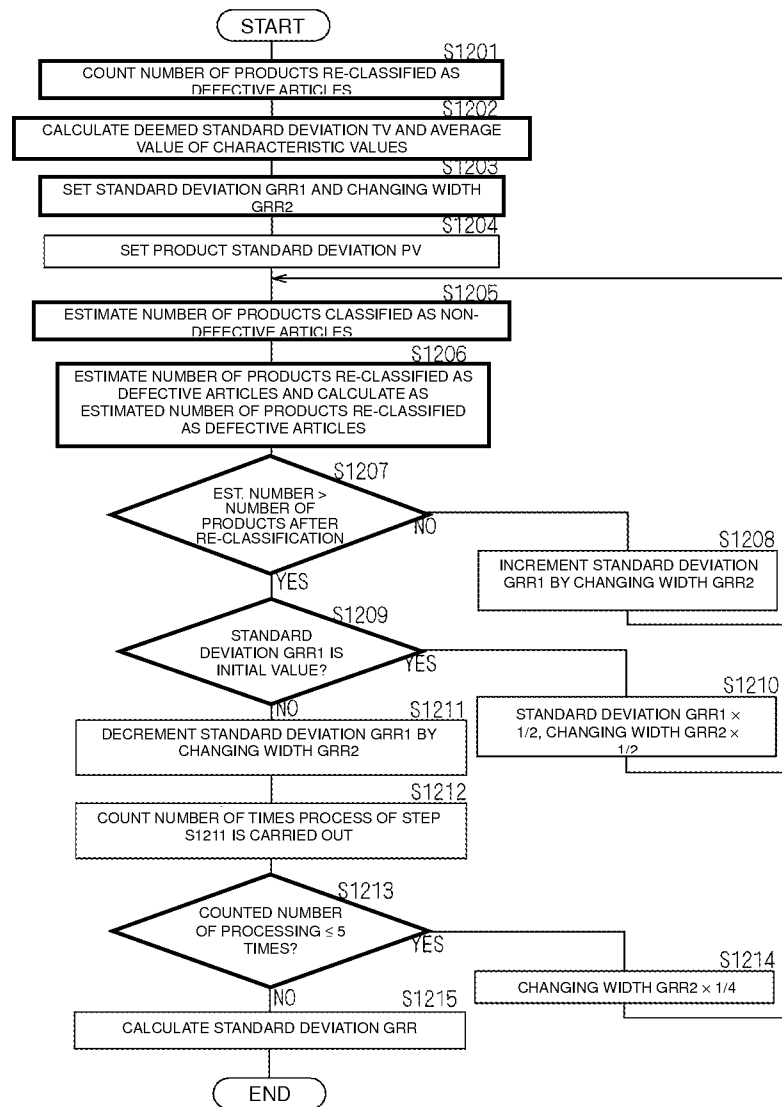 START
S1201
COUNT NUMBER OF PRODUCTS RE-CLASSIFIED AS
DEFECTIVE ARTICLES
S1202
CALCULATE DEEMED STANDARD DEVIATION TV AND AVERAGE
VALUE OF CHARACTERISTIC VALUES
S1203
SET STANDARD DEVIATION GRR1 AND CHANGING WIDTH
GRR2
S1204
SET PRODUCT STANDARD DEVIATION PV
S1205
ESTIMATE NUMBER OF PRODUCTS CLASSIFIED AS NON-
DEFECTIVE ARTICLES
S1206
ESTIMATE NUMBER OF PRODUCTS RE-CLASSIFIED AS
DEFECTIVE ARTICLES AND CALCULATE AS
ESTIMATED NUMBER OF PRODUCTS RE-CLASSIFIED
AS DEFECTIVE ARTICLES
S1207
EST. NUMBER >
NUMBER OF
PRODUCTS AFTER
RE-CLASSIFICATION
NO
YES
S1208
INCREMENT STANDARD DEVIATION
GRR1 BY CHANGING WIDTH GRR2
S1209
STANDARD
DEVIATION GRR1 IS
INITIAL VALUE?
YES
NO
S1210
STANDARD DEVIATION GRR1 ×
1/2, CHANGING WIDTH GRR2 ×
1/2
S1211
DECREMENT STANDARD DEVIATION GRR1 BY
CHANGING WIDTH GRR2
S1212
COUNT NUMBER OF TIMES PROCESS OF STEP
S1211 IS CARRIED OUT
S1213
COUNTED NUMBER
OF PROCESSING ≤ 5
TIMES?
YES
NO
S1214
CHANGING WIDTH GRR2 × 1/4
S1215
CALCULATE STANDARD DEVIATION GRR
END